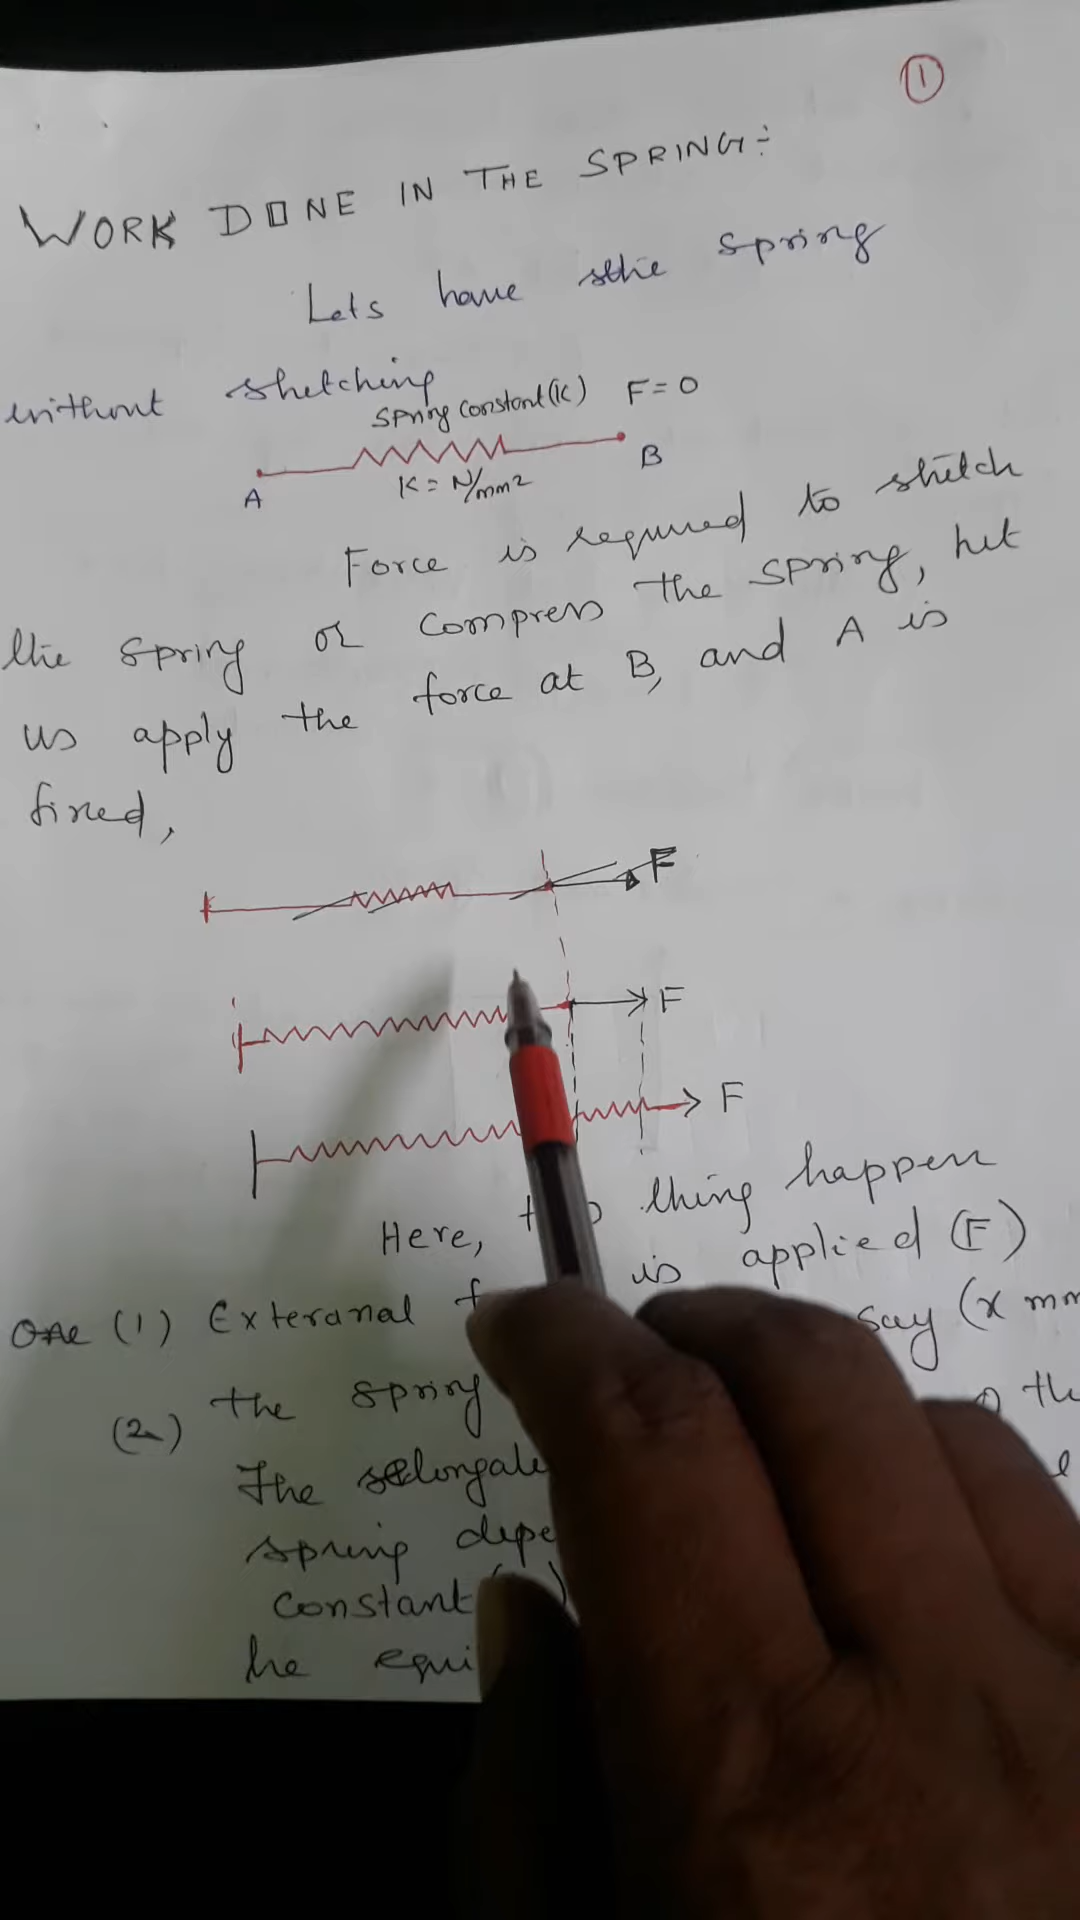 1
WORK DONE IN THE SPRING:-
Lets have sthe spring
without stretching
Spring constant (K) F = 0
A B
K = N/mm2
Force is required to stretch
the spring or compress the spring, let
us apply the force at B, and A is
fixed,
F
F
F
Here, thing happen
One (1) Exteranal is applied (F)
(2) the spring say (x mm
The selongate the
spring depe
constant
be equi